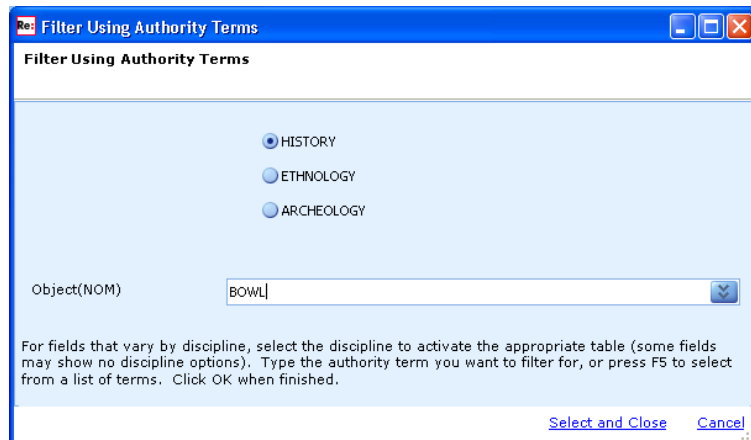 Re: Filter Using Authority Terms
Filter Using Authority Terms
HISTORY
ETHNOLOGY
ARCHEOLOGY
Object(NOM) BOWL
For fields that vary by discipline, select the discipline to activate the appropriate table (some fields
may show no discipline options). Type the authority term you want to filter for, or press F5 to select
from a list of terms. Click OK when finished.
Select and Close Cancel